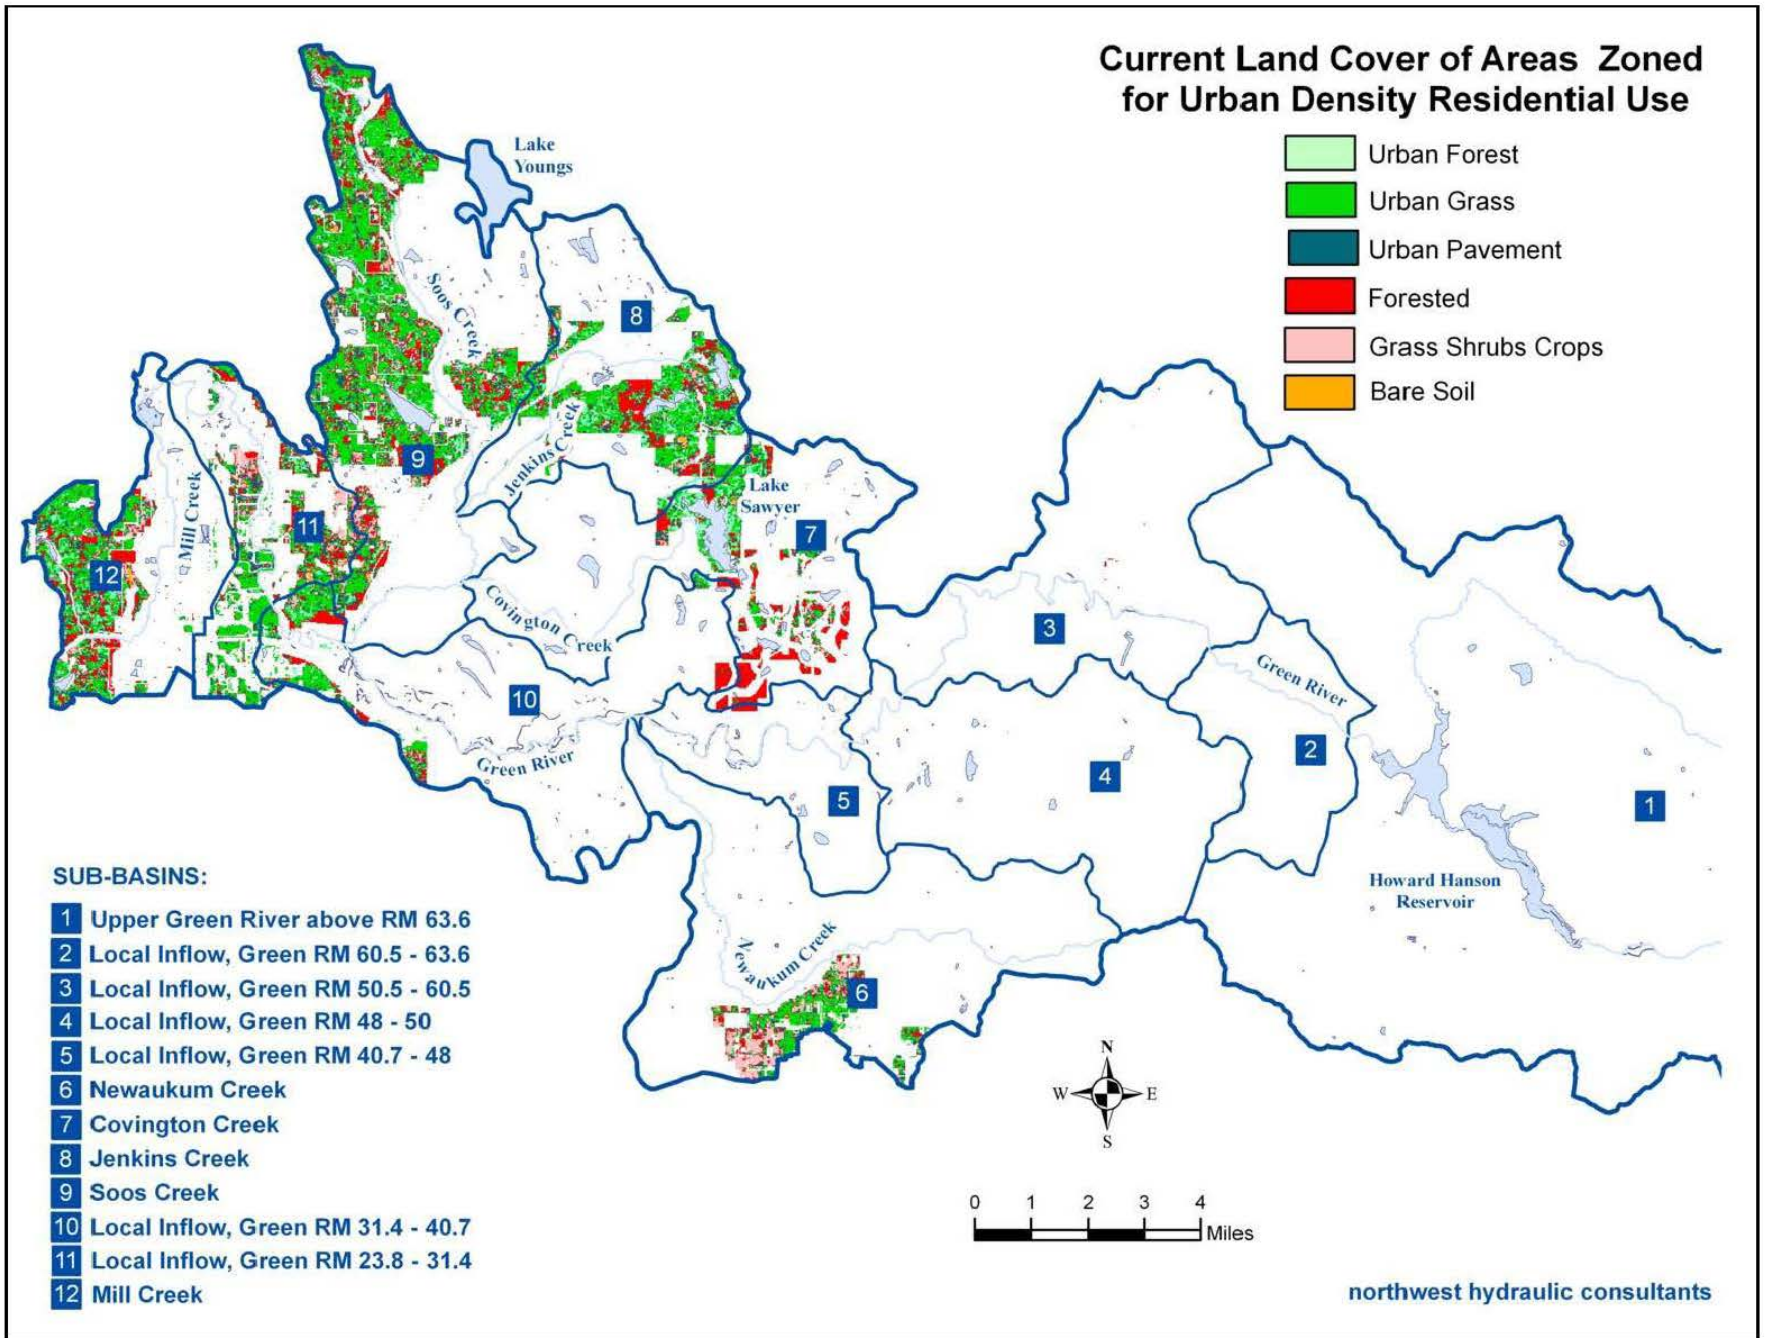 Current Land Cover of Areas Zoned
for Urban Density Residential Use
Urban Forest
Urban Grass
Urban Pavement
Forested
Grass Shrubs Crops
Bare Soil
Lake
Youngs
Soos Creek
8
9
Jenkins Creek
Lake
Sawyer
7
Mill Creek
11
12
Covington Creek
3
Green River
10
Green River
2
4
5
1
Howard Hanson
Reservoir
Newaukum Creek
6
SUB-BASINS:
1 Upper Green River above RM 63.6
2 Local Inflow, Green RM 60.5 - 63.6
3 Local Inflow, Green RM 50.5 - 60.5
4 Local Inflow, Green RM 48 - 50
5 Local Inflow, Green RM 40.7 - 48
6 Newaukum Creek
7 Covington Creek
8 Jenkins Creek
9 Soos Creek
10 Local Inflow, Green RM 31.4 - 40.7
11 Local Inflow, Green RM 23.8 - 31.4
12 Mill Creek
N
W E
S
0 1 2 3 4
Miles
northwest hydraulic consultants